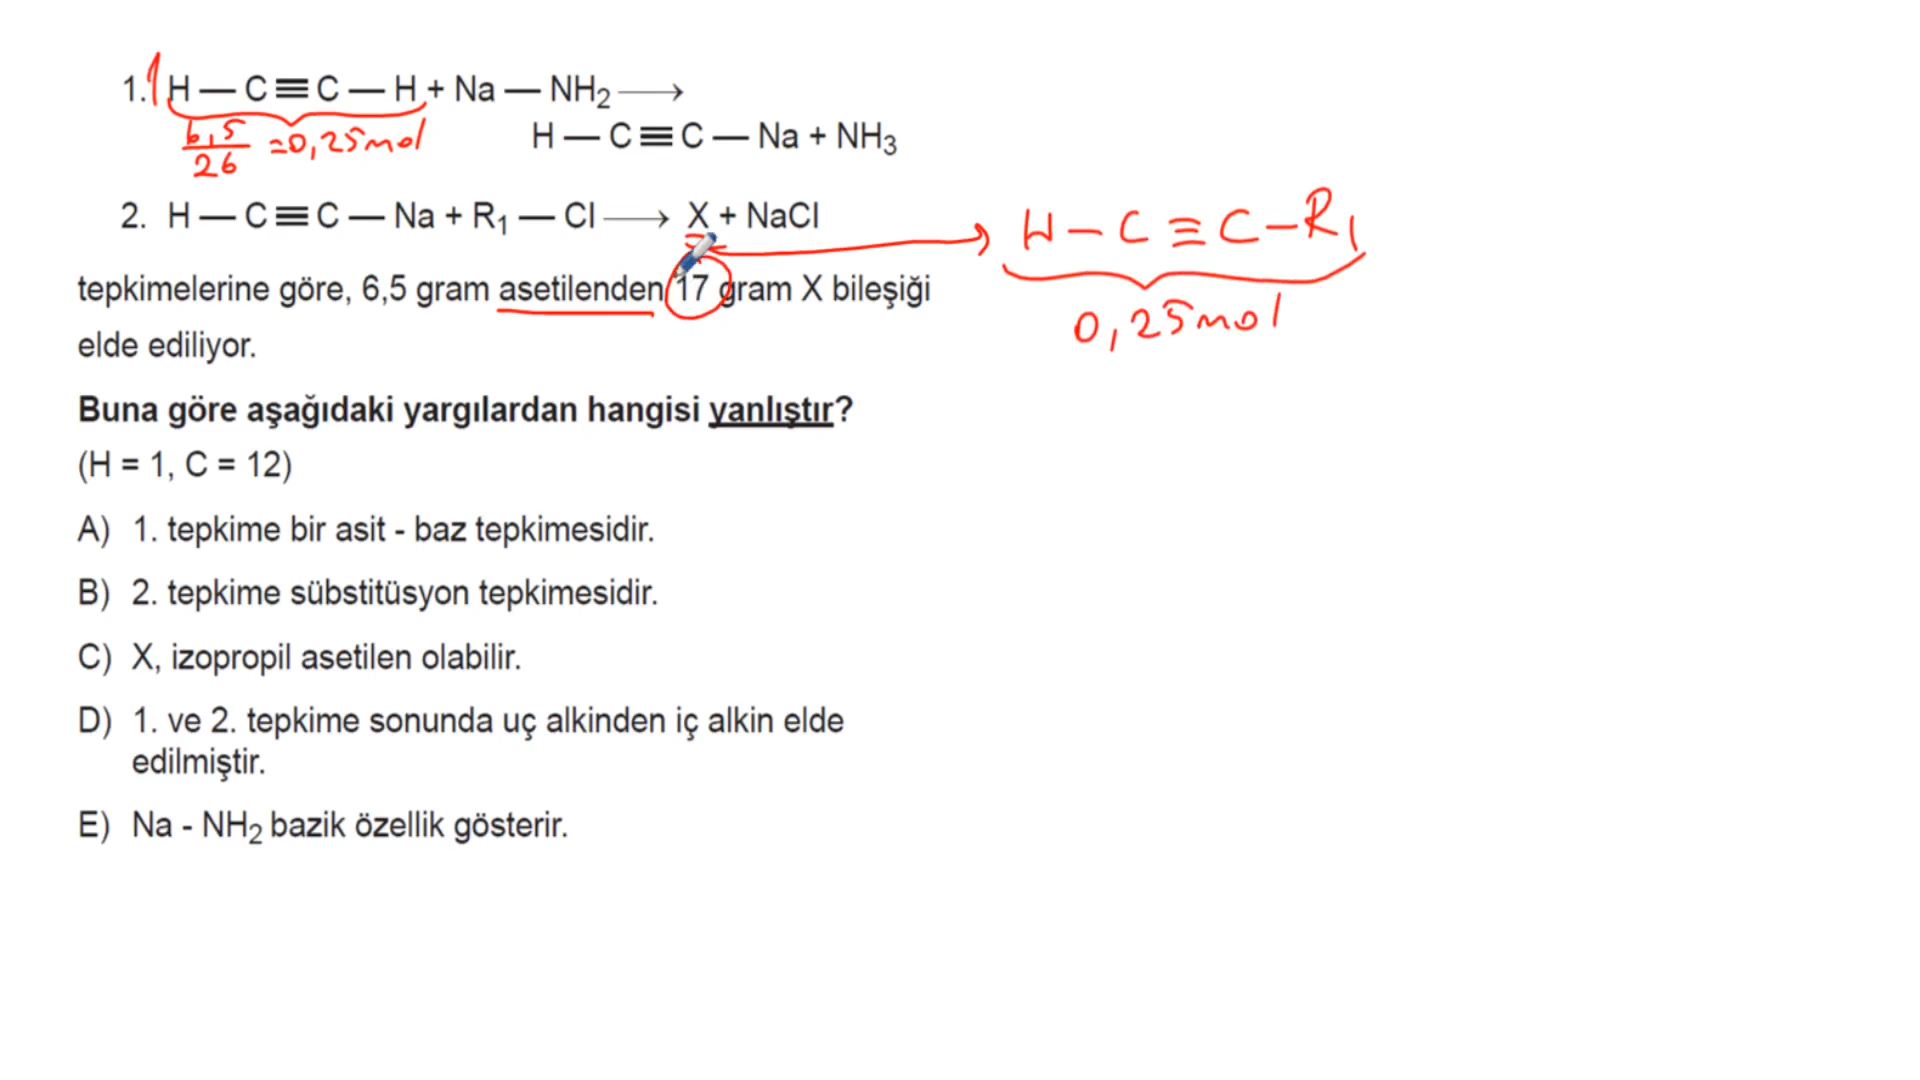 1. H — C ≡ C — H + Na — NH₂ ⟶
6,5/26 = 0,25 mol
H — C ≡ C — Na + NH₃
2. H — C ≡ C — Na + R₁ — Cl ⟶ X + NaCl
H — C ≡ C — R₁
0,25 mol
tepkimelerine göre, 6,5 gram asetilenden 17 gram X bileşiği
elde ediliyor.
Buna göre aşağıdaki yargılardan hangisi yanlıştır?
(H = 1, C = 12)
A) 1. tepkime bir asit - baz tepkimesidir.
B) 2. tepkime sübstitüsyon tepkimesidir.
C) X, izopropil asetilen olabilir.
D) 1. ve 2. tepkime sonunda uç alkinden iç alkin elde
edilmiştir.
E) Na - NH₂ bazik özellik gösterir.